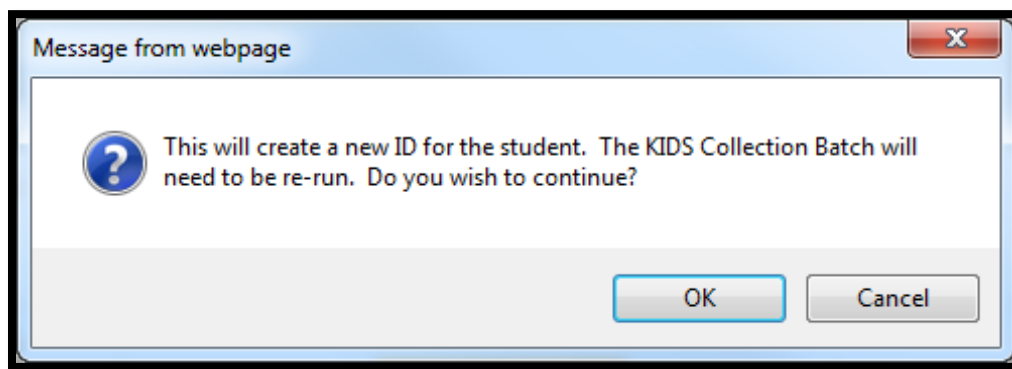 Message from webpage
This will create a new ID for the student.  The KIDS Collection Batch will
need to be re-run.  Do you wish to continue?
OK
Cancel